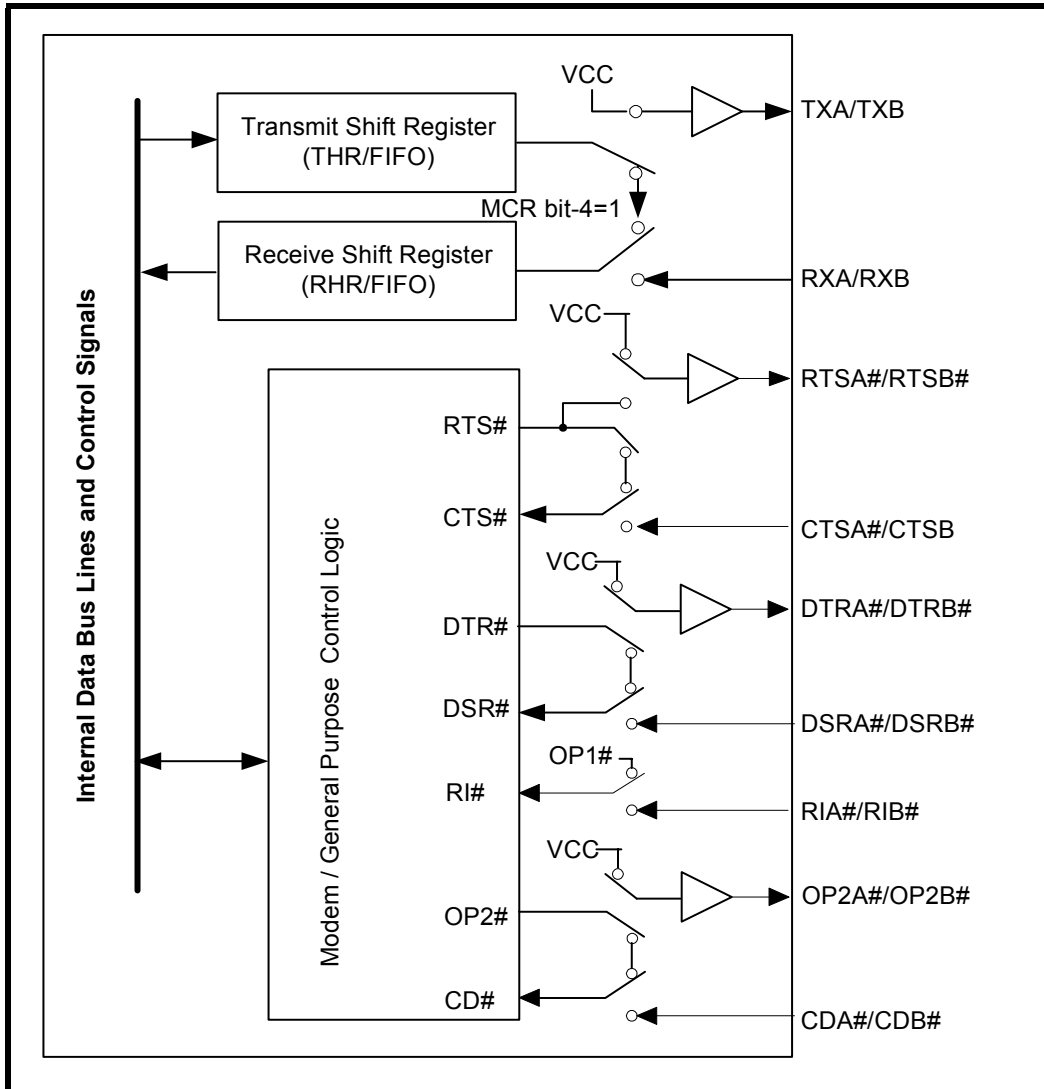 VCC
TXA/TXB
Transmit Shift Register
(THR/FIFO)
MCR bit-4=1
Receive Shift Register
(RHR/FIFO)
RXA/RXB
VCC
RTSA#/RTSB#
RTS#
CTS#
CTSA#/CTSB
VCC
DTRA#/DTRB#
DTR#
DSR#
DSRA#/DSRB#
OP1#
RI#
RIA#/RIB#
VCC
OP2A#/OP2B#
OP2#
CD#
CDA#/CDB#
Internal Data Bus Lines and Control Signals
Modem / General Purpose Control Logic